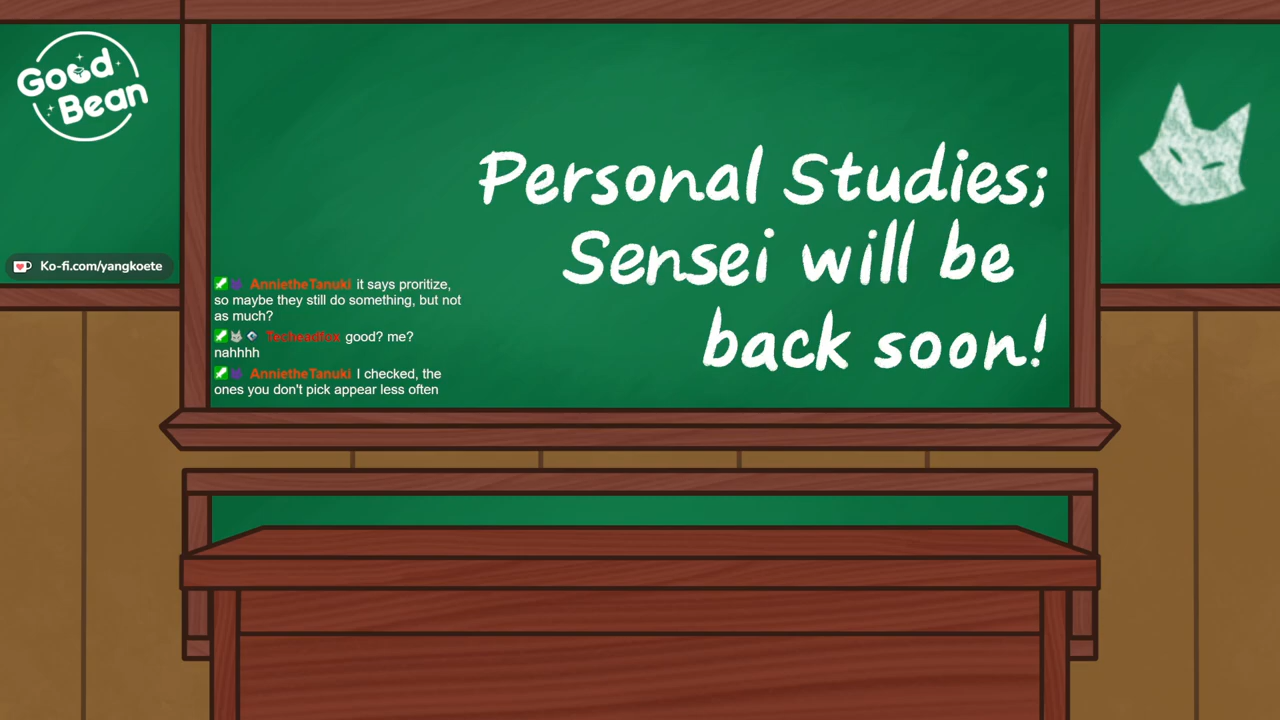 Good
Bean
Personal Studies;
Sensei will be
back soon!
Ko-fi.com/yangkoete
AnnietheTanuki it says proritize,
so maybe they still do something, but not
as much?
Techeadfox good? me?
nahhhh
AnnietheTanuki I checked, the
ones you don't pick appear less often